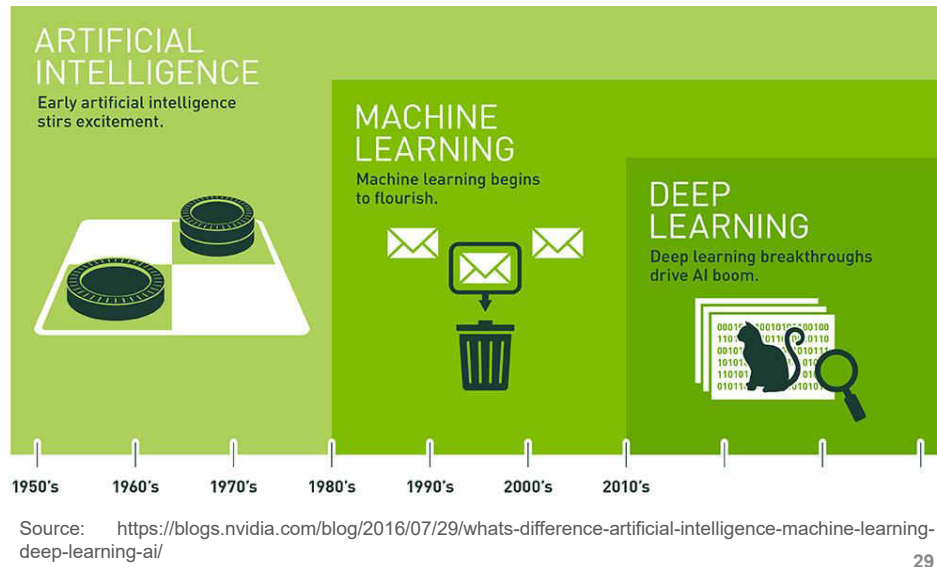 ARTIFICIAL
INTELLIGENCE
Early artificial intelligence
stirs excitement.
MACHINE
LEARNING
Machine learning begins
to flourish.
DEEP
LEARNING
Deep learning breakthroughs
drive AI boom.
1950's 1960's 1970's 1980's 1990's 2000's 2010's
Source: https://blogs.nvidia.com/blog/2016/07/29/whats-difference-artificial-intelligence-machine-learning-
deep-learning-ai/
29